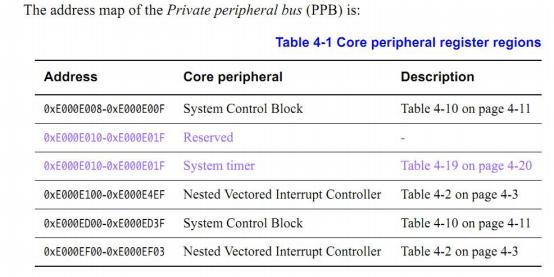 The address map of the Private peripheral bus (PPB) is:
Table 4-1 Core peripheral register regions
Address Core peripheral Description
0xE000E008-0xE000E00F System Control Block Table 4-10 on page 4-11
0xE000E010-0xE000E01F Reserved -
0xE000E010-0xE000E01F System timer Table 4-19 on page 4-20
0xE000E100-0xE000E4EF Nested Vectored Interrupt Controller Table 4-2 on page 4-3
0xE000ED00-0xE000ED3F System Control Block Table 4-10 on page 4-11
0xE000EF00-0xE000EF03 Nested Vectored Interrupt Controller Table 4-2 on page 4-3